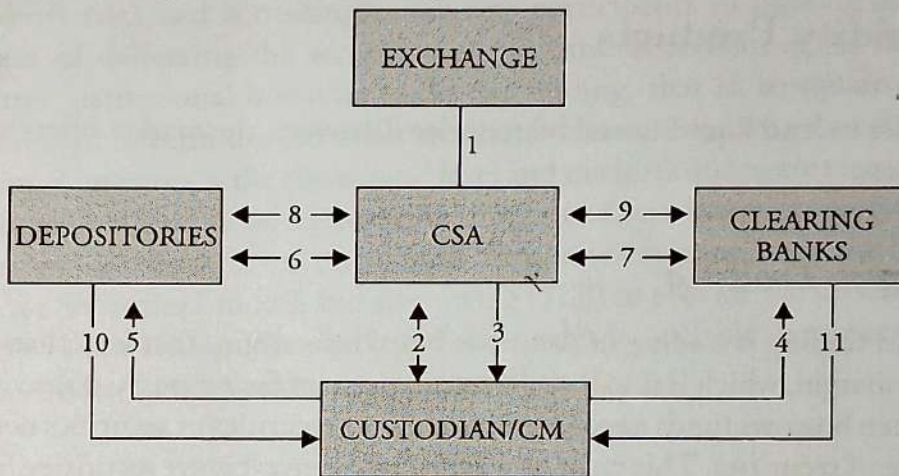 EXCHANGE
1
DEPOSITORIES
8
6
CSA
9
7
CLEARING
BANKS
10
5
2
3
4
11
CUSTODIAN/CM